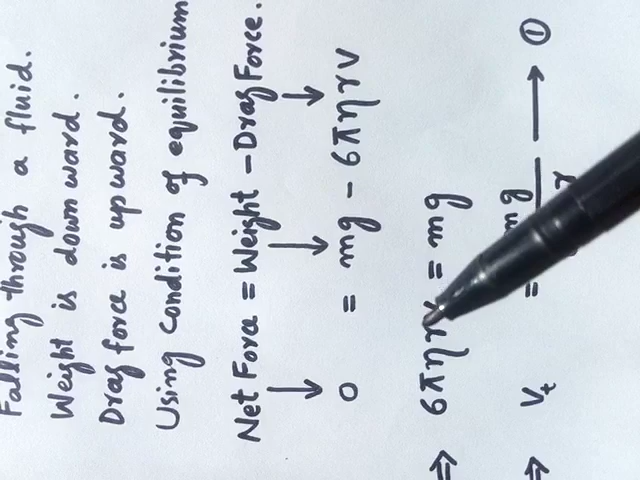 Falling through a fluid.
Weight is downward.
Drag force is upward.
Using Condition of equilibrium
Net Force = Weight - Drag Force.
↓ ↓ ↓
0 = mg - 6πηrv
⇒ 6πηr = mg
⇒ Vt = mg → ①